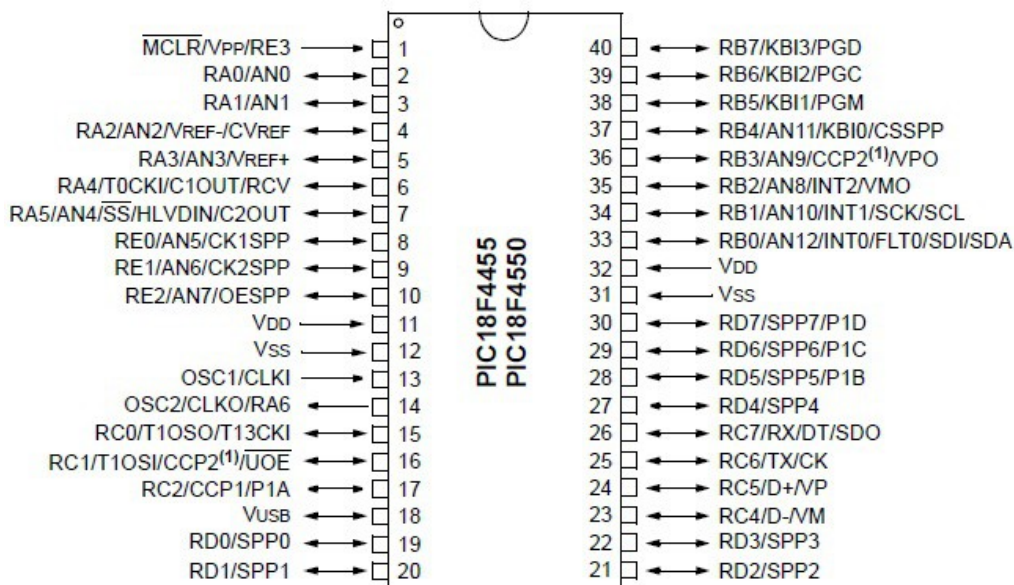 MCLR/VPP/RE3 1
RA0/AN0 2
RA1/AN1 3
RA2/AN2/VREF-/CVREF 4
RA3/AN3/VREF+ 5
RA4/T0CKI/C1OUT/RCV 6
RA5/AN4/SS/HLVDIN/C2OUT 7
RE0/AN5/CK1SPP 8
RE1/AN6/CK2SPP 9
RE2/AN7/OESPP 10
VDD 11
VSS 12
OSC1/CLKI 13
OSC2/CLKO/RA6 14
RC0/T1OSO/T13CKI 15
RC1/T1OSI/CCP2(1)/UOE 16
RC2/CCP1/P1A 17
VUSB 18
RD0/SPP0 19
RD1/SPP1 20
PIC18F4455
PIC18F4550
40 RB7/KBI3/PGD
39 RB6/KBI2/PGC
38 RB5/KBI1/PGM
37 RB4/AN11/KBI0/CSSPP
36 RB3/AN9/CCP2(1)/VPO
35 RB2/AN8/INT2/VMO
34 RB1/AN10/INT1/SCK/SCL
33 RB0/AN12/INT0/FLT0/SDI/SDA
32 VDD
31 VSS
30 RD7/SPP7/P1D
29 RD6/SPP6/P1C
28 RD5/SPP5/P1B
27 RD4/SPP4
26 RC7/RX/DT/SDO
25 RC6/TX/CK
24 RC5/D+/VP
23 RC4/D-/VM
22 RD3/SPP3
21 RD2/SPP2